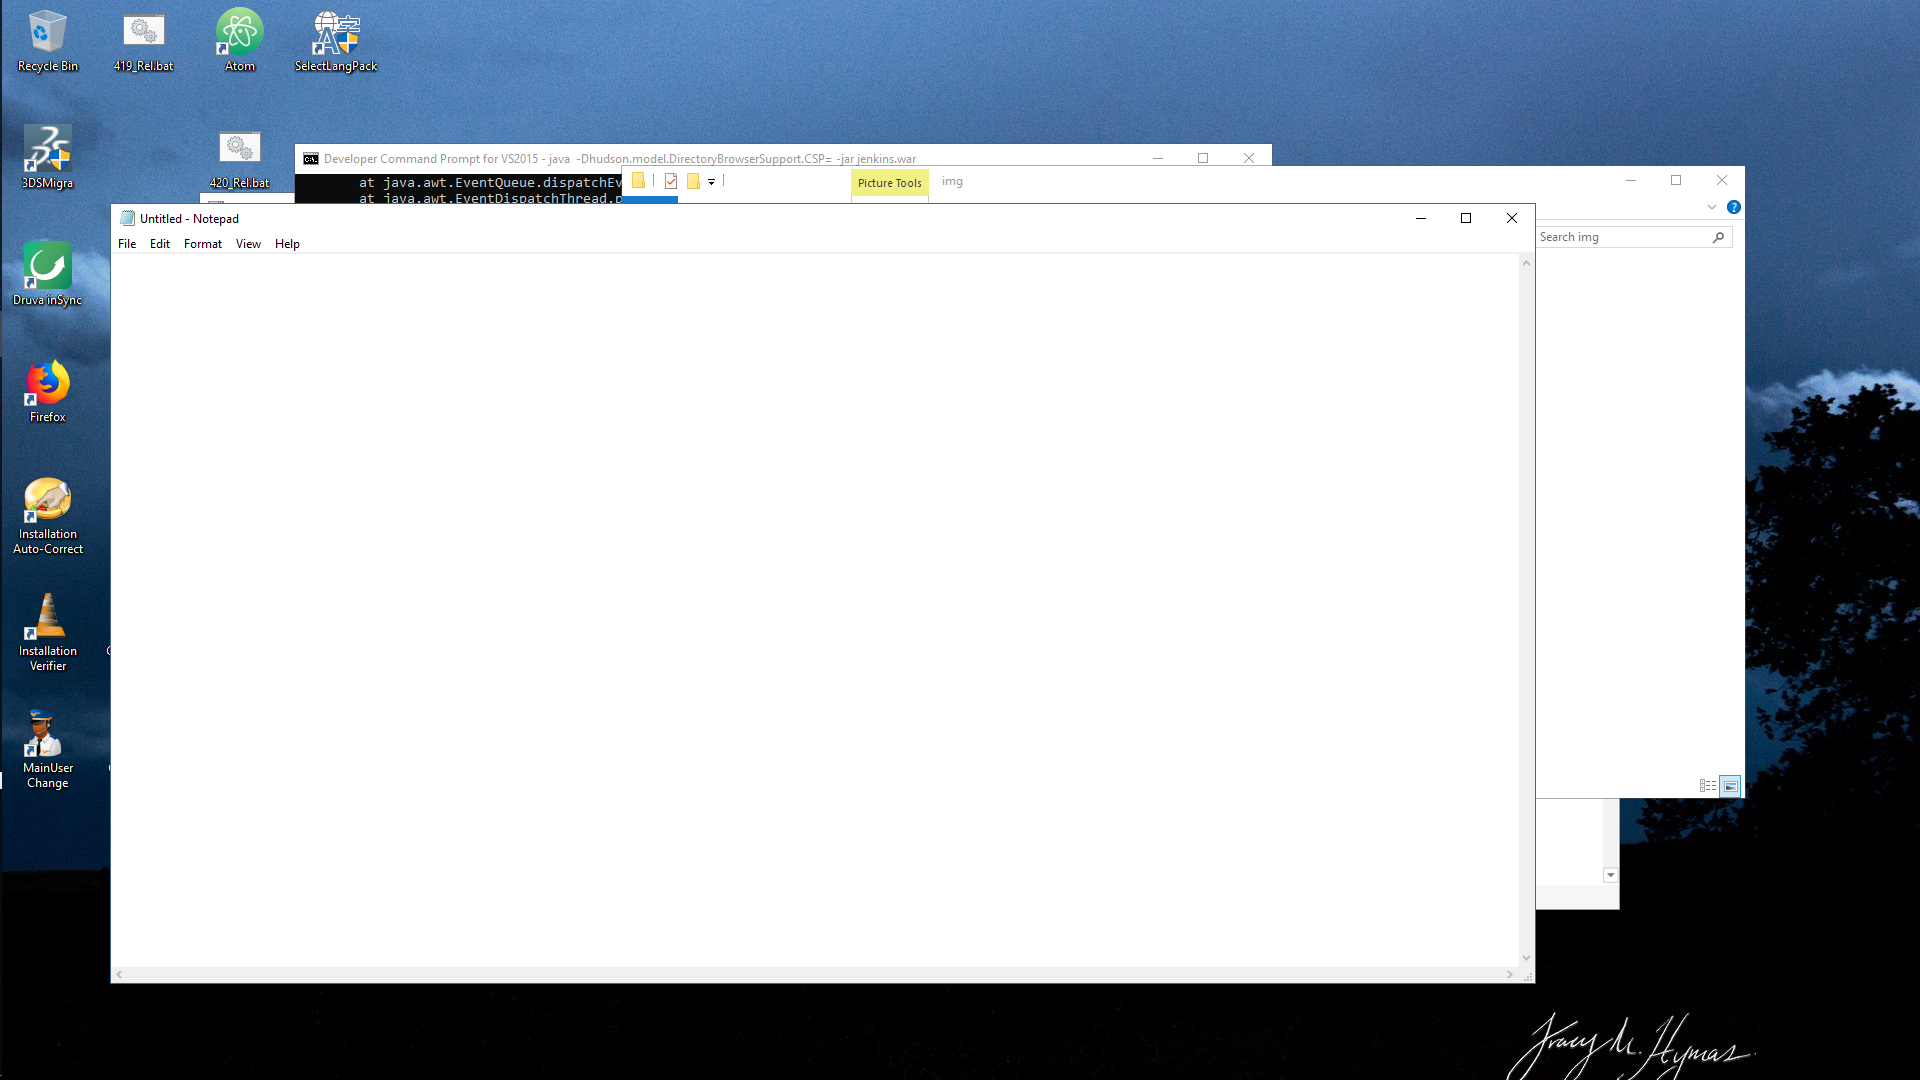 Recycle Bin
419_Rel.bat
Atom
SelectLangPack
3DSMigra
420_Rel.bat
Developer Command Prompt for VS2015 - java  -Dhudson.model.DirectoryBrowserSupport.CSP= -jar jenkins.war
at java.awt.EventQueue.dispatchEv
at java.awt.EventDispatchThread.p
Picture Tools
img
Search img
Untitled - Notepad
File Edit Format View Help
Druva inSync
Firefox
Installation
Auto-Correct
Installation
Verifier
MainUser
Change
Tracy M. Hymas